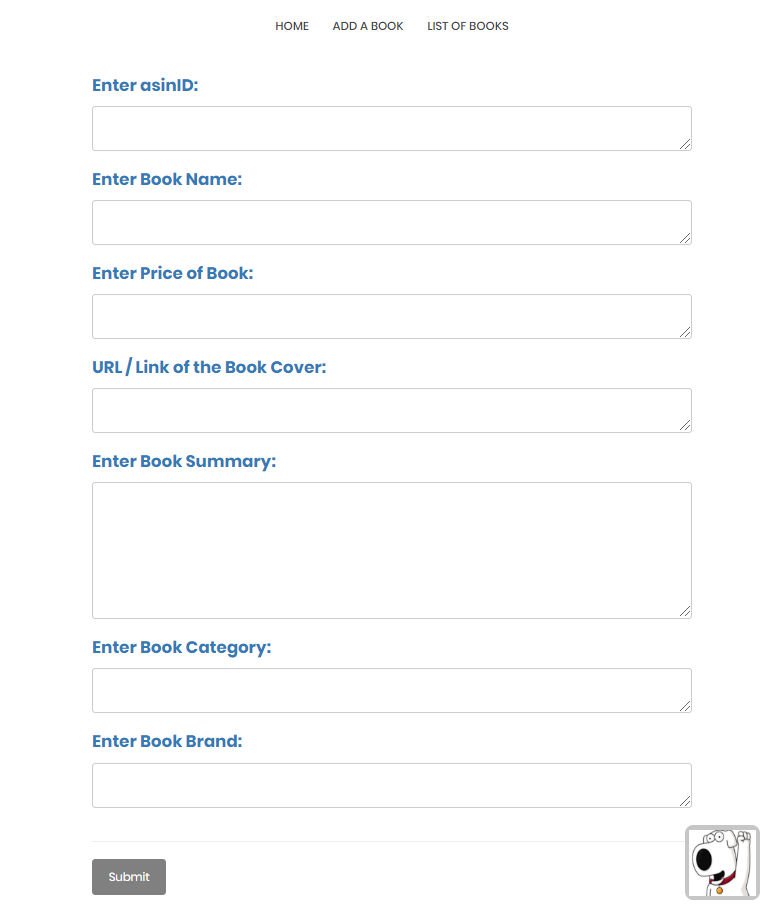 HOME ADD A BOOK LIST OF BOOKS
Enter asinID:
Enter Book Name:
Enter Price of Book:
URL / Link of the Book Cover:
Enter Book Summary:
Enter Book Category:
Enter Book Brand:
Submit